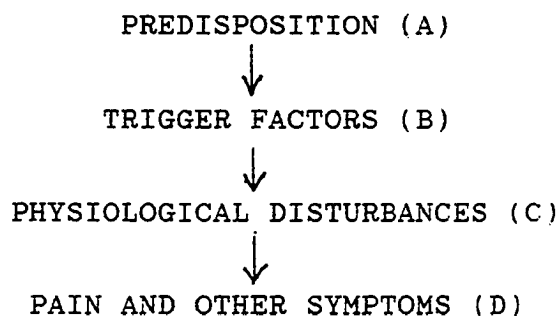 PREDISPOSITION (A)
TRIGGER FACTORS (B)
PHYSIOLOGICAL DISTURBANCES (C)
PAIN AND OTHER SYMPTOMS (D)